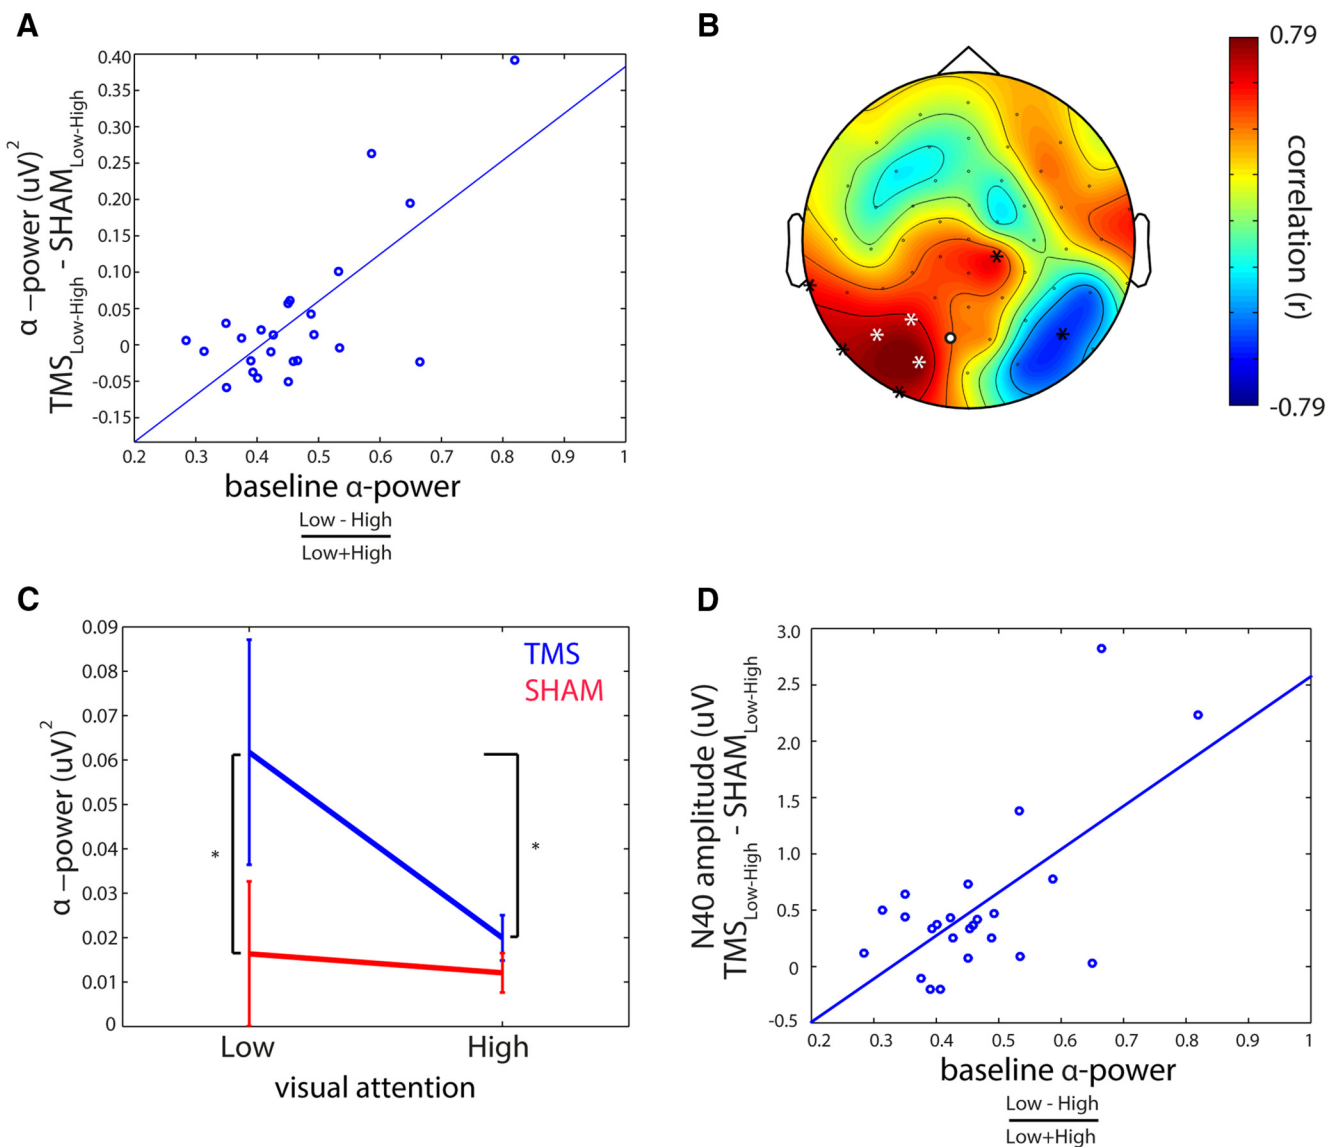 A
α –power (uV)2
TMSLow-High - SHAMLow-High
0.40
0.35
0.30
0.25
0.20
0.15
0.10
0.05
0
-0.05
-0.15
0.2 0.3 0.4 0.5 0.6 0.7 0.8 0.9 1
baseline α-power
Low - High
Low+High
B
*
*
*
*
*
*
*
*
0.79
correlation (r)
-0.79
C
α –power (uV)2
0.09
0.08
0.07
0.06
0.05
0.04
0.03
0.02
0.01
0
TMS
SHAM
*
*
Low High
visual attention
D
N40 amplitude (uV)
TMSLow-High - SHAMLow-High
3.0
2.5
2.0
1.5
1.0
0.5
0
-0.5
0.2 0.3 0.4 0.5 0.6 0.7 0.8 0.9 1
baseline α-power
Low - High
Low+High